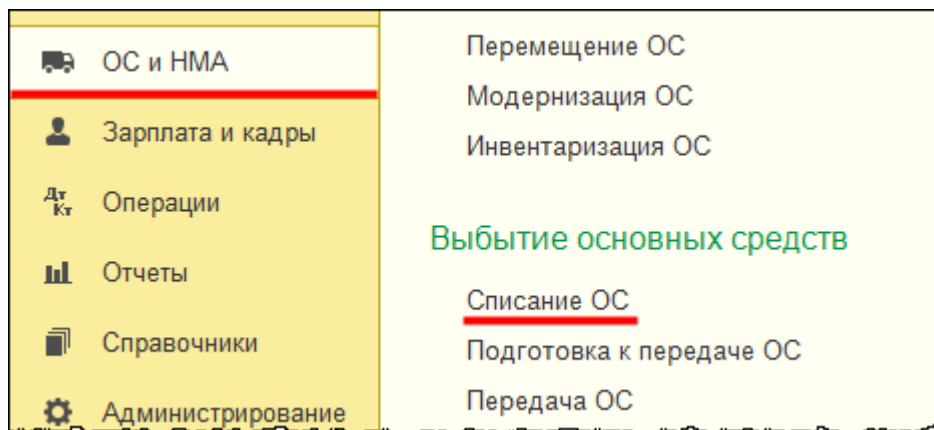 ОС и НМА
Зарплата и кадры
Дт
Кт
Операции
Отчеты
Справочники
Администрирование
Перемещение ОС
Модернизация ОС
Инвентаризация ОС
Выбытие основных средств
Списание ОС
Подготовка к передаче ОС
Передача ОС